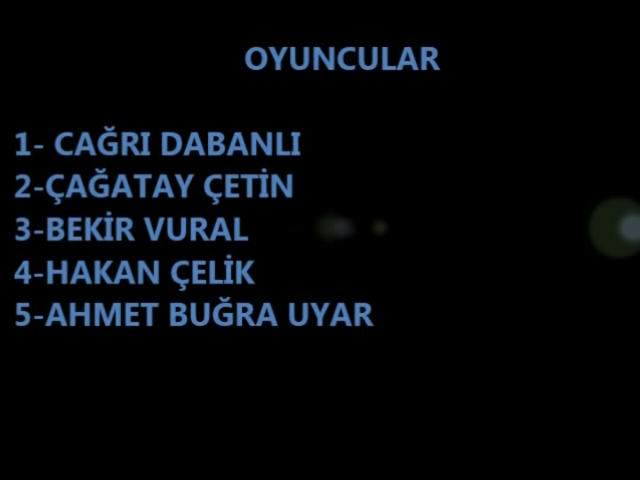 OYUNCULAR
1- CAĞRI DABANLI
2-ÇAĞATAY ÇETİN
3-BEKİR VURAL
4-HAKAN ÇELİK
5-AHMET BUĞRA UYAR